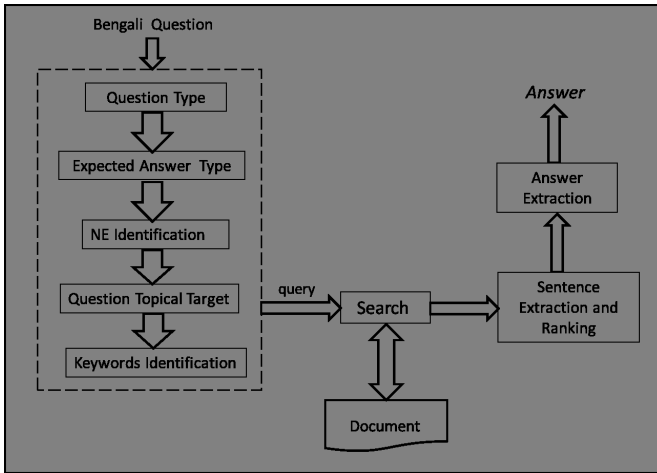 Bengali Question
Question Type
Expected Answer Type
NE Identification
Question Topical Target
Keywords Identification
query
Search
Document
Sentence
Extraction and
Ranking
Answer
Extraction
Answer